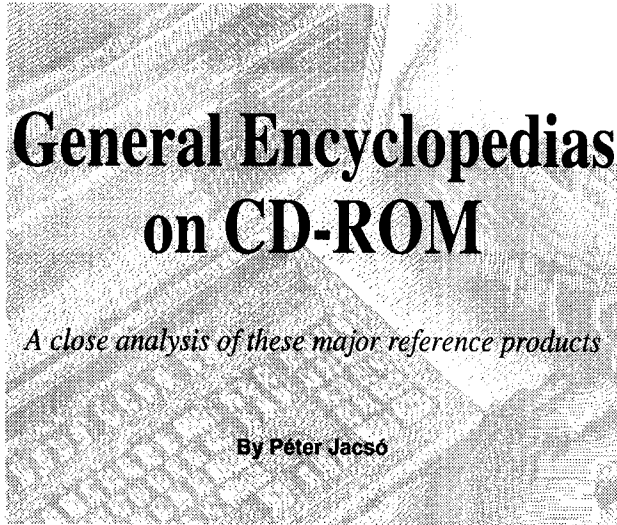 General Encyclopedias
on CD-ROM
A close analysis of these major reference products
By Péter Jacsó